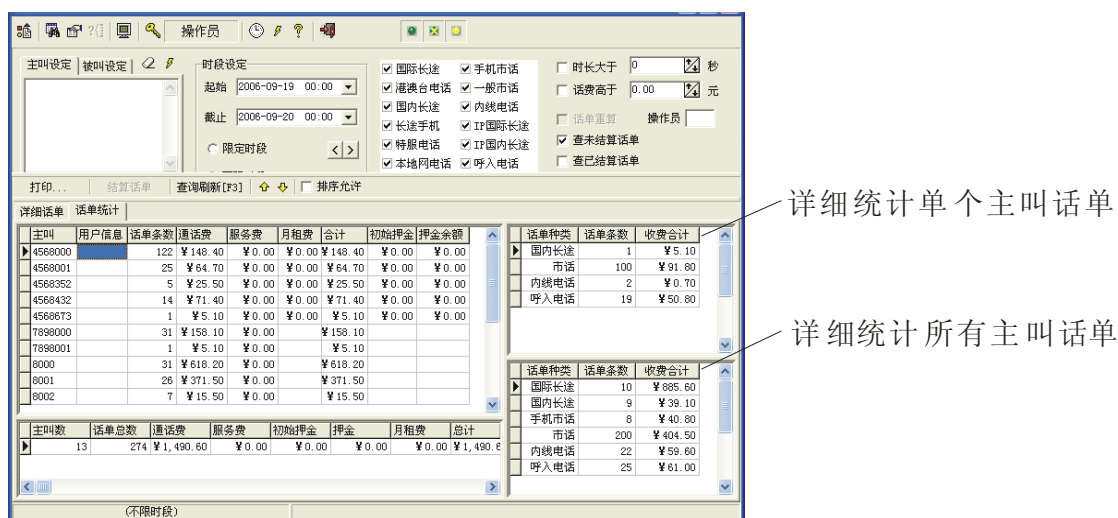 操作员
主叫设定 被叫设定
时段设定
起始 2006-09-19 00:00
截止 2006-09-20 00:00
限定时段 < >
国际长途 手机市话
港澳台电话 一般市话
国内长途 内线电话
长途手机 IP国际长途
特服电话 IP国内长途
本地网电话 呼入电话
时长大于 0 秒
话费高于 0.00 元
话单重算 操作员
查未结算话单
查已结算话单
打印... 结算话单 查询刷新[F3] 排序允许
详细话单 话单统计
主叫 用户信息 话单条数 通话费 服务费 月租费 合计 初始押金 押金余额
4568000 122 ¥148.40 ¥0.00 ¥0.00 ¥148.40 ¥0.00 ¥0.00
4568001 25 ¥64.70 ¥0.00 ¥0.00 ¥64.70 ¥0.00 ¥0.00
4568352 5 ¥25.50 ¥0.00 ¥0.00 ¥25.50 ¥0.00 ¥0.00
4568432 14 ¥71.40 ¥0.00 ¥0.00 ¥71.40 ¥0.00 ¥0.00
4568673 1 ¥5.10 ¥0.00 ¥0.00 ¥5.10 ¥0.00 ¥0.00
7898000 31 ¥158.10 ¥0.00 ¥158.10
7898001 1 ¥5.10 ¥0.00 ¥5.10
8000 31 ¥618.20 ¥0.00 ¥618.20
8001 26 ¥371.50 ¥0.00 ¥371.50
8002 7 ¥15.50 ¥0.00 ¥15.50
主叫数 话单总数 通话费 服务费 初始押金 押金 月租费 总计
13 274 ¥1,490.60 ¥0.00 ¥0.00 ¥0.00 ¥0.00 ¥1,490.6
话单种类 话单条数 收费合计
国内长途 1 ¥5.10
市话 100 ¥91.80
内线电话 2 ¥0.70
呼入电话 19 ¥50.80
话单种类 话单条数 收费合计
国际长途 10 ¥885.60
国内长途 9 ¥39.10
手机市话 8 ¥40.80
市话 200 ¥404.50
内线电话 22 ¥59.60
呼入电话 25 ¥61.00
(不限时段)
详细统计单个主叫话单
详细统计所有主叫话单